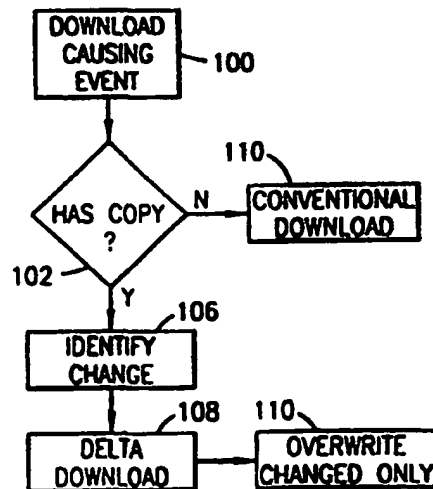 DOWNLOAD
CAUSING
EVENT
100
HAS COPY
?
102
N
110
CONVENTIONAL
DOWNLOAD
Y
106
IDENTIFY
CHANGE
108
DELTA
DOWNLOAD
110
OVERWRITE
CHANGED ONLY